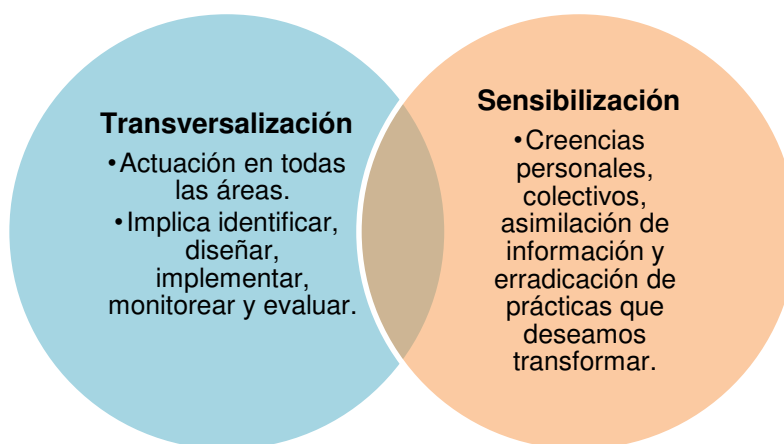 Transversalización
•Actuación en todas
las áreas.
•Implica identificar,
diseñar,
implementar,
monitorear y evaluar.
Sensibilización
•Creencias
personales,
colectivos,
asimilación de
información y
erradicación de
prácticas que
deseamos
transformar.